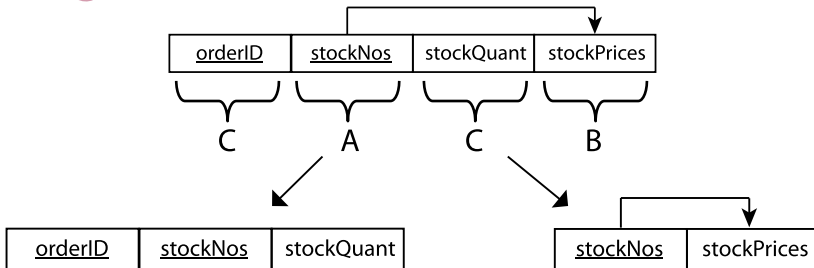 orderID stockNos stockQuant stockPrices
C A C B
orderID stockNos stockQuant stockNos stockPrices